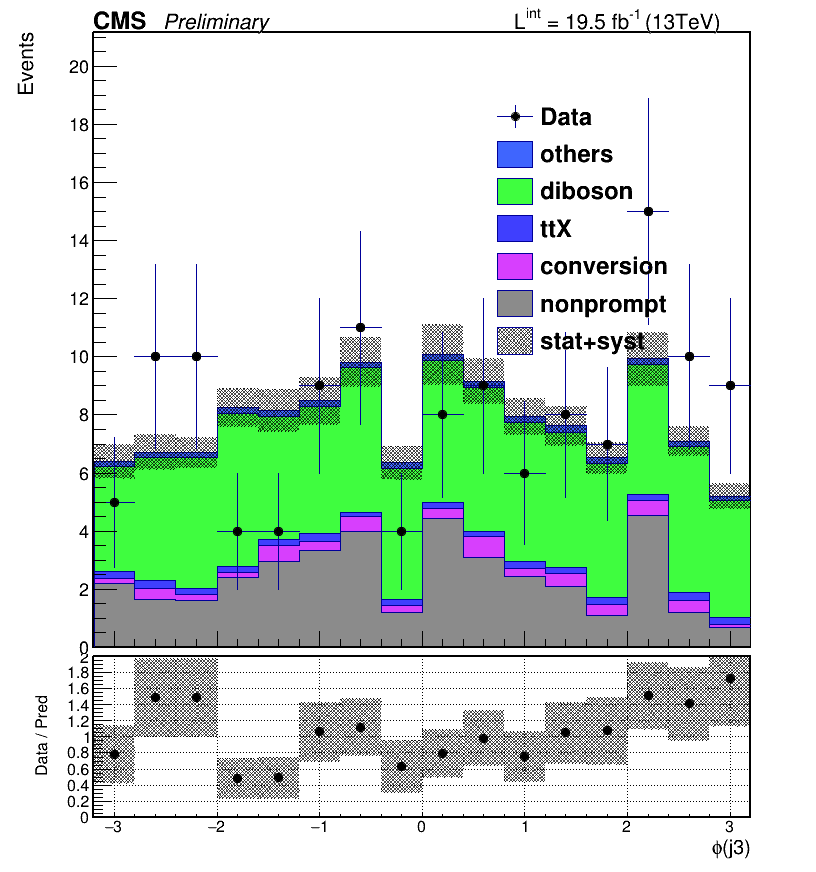 CMS Preliminary L^int = 19.5 fb^-1 (13TeV)
Events
20
18
16
14
12
10
8
6
4
2
0
Data
others
diboson
ttX
conversion
nonprompt
stat+syst
Data / Pred
2
1.8
1.6
1.4
1.2
1
0.8
0.6
0.4
0.2
0
−3 −2 −1 0 1 2 3
ϕ(j3)